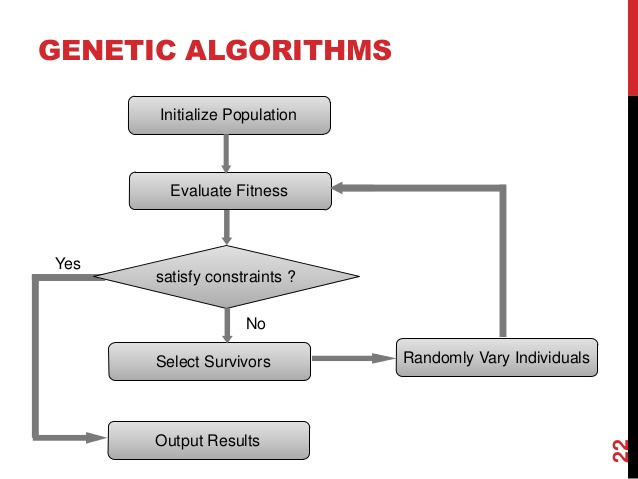 GENETIC ALGORITHMS
Initialize Population
Evaluate Fitness
Yes
satisfy constraints ?
No
Select Survivors
Randomly Vary Individuals
Output Results
22